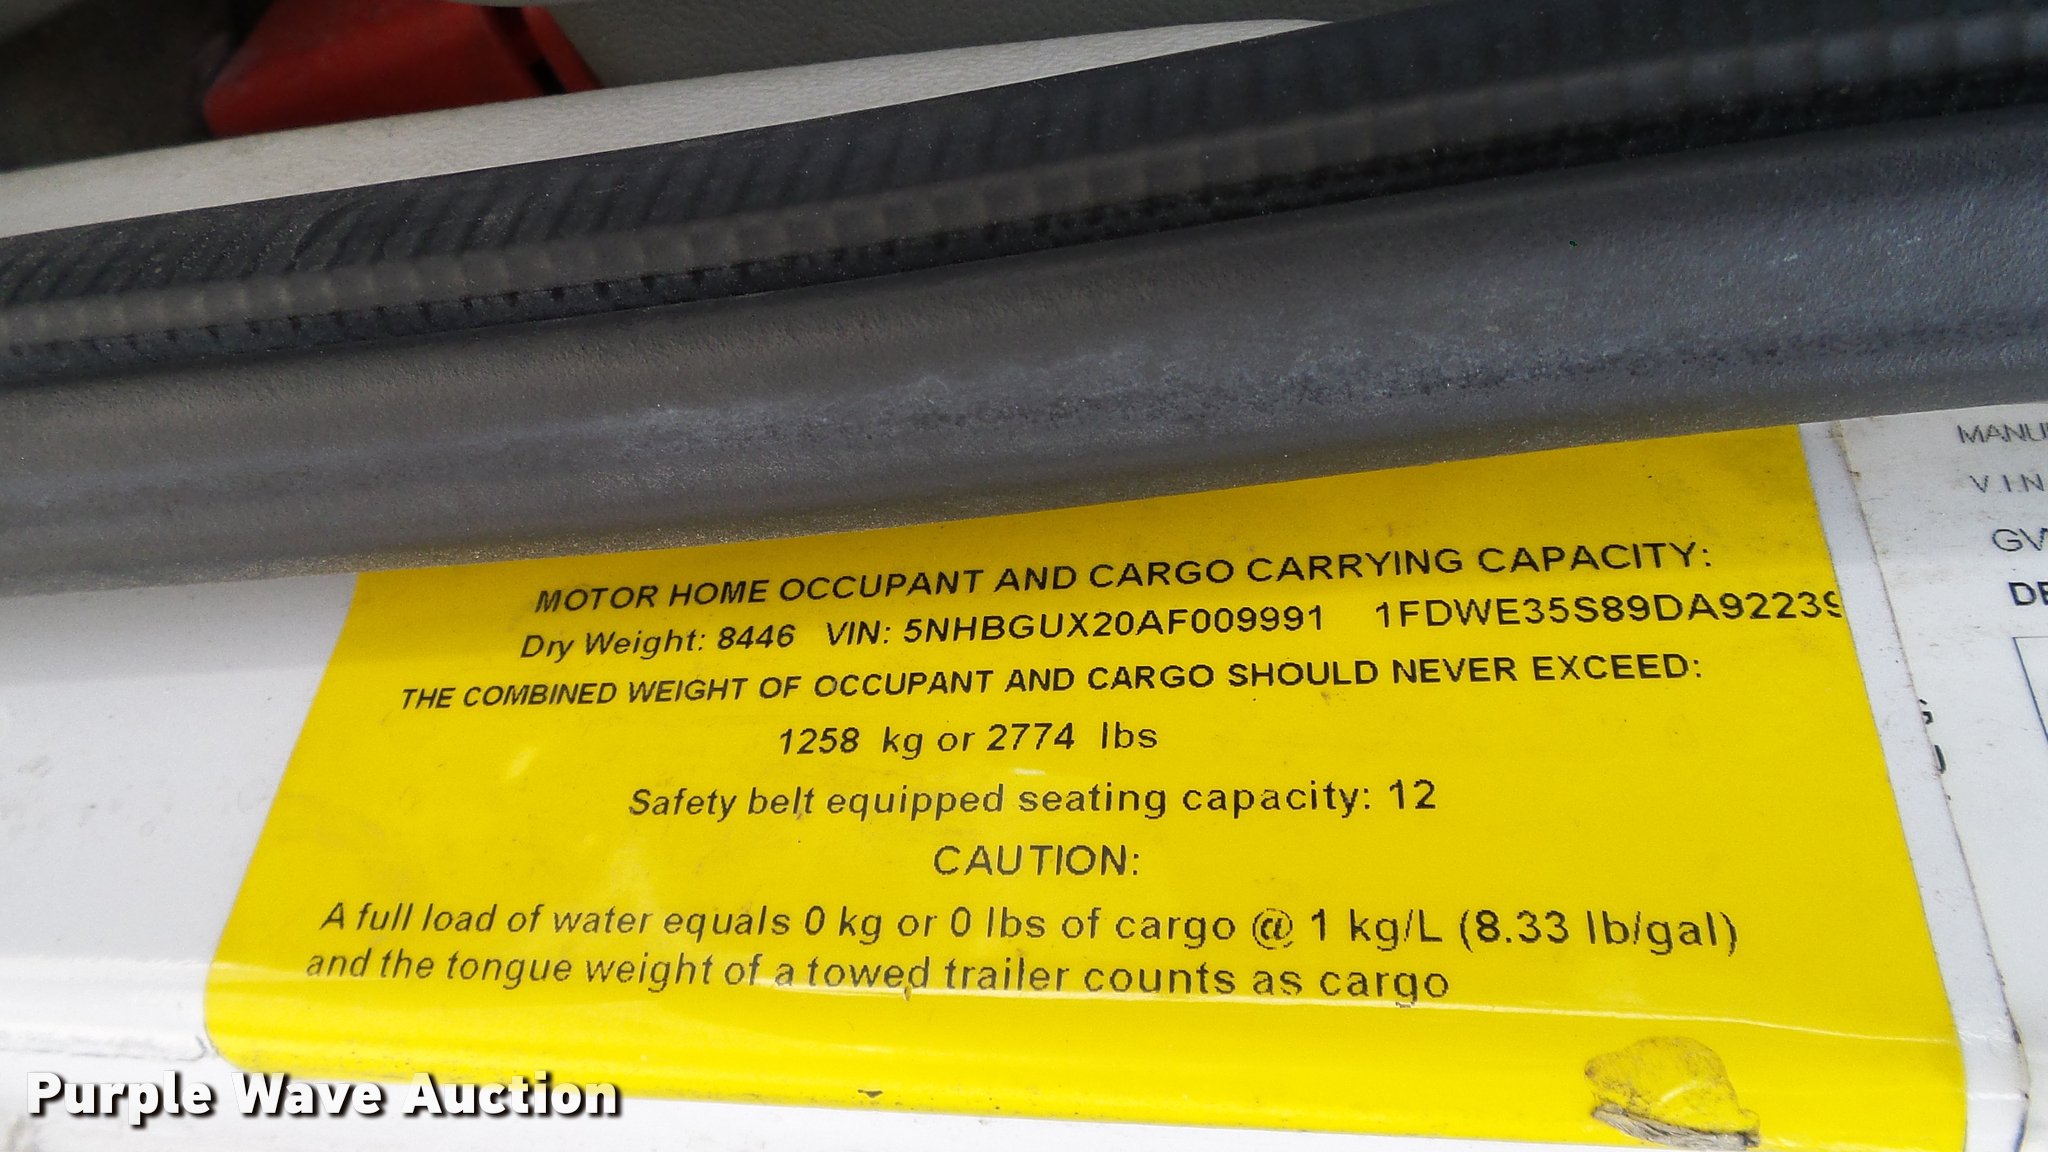 MOTOR HOME OCCUPANT AND CARGO CARRYING CAPACITY:
Dry Weight: 8446 VIN: 5NHBGUX20AF009991 1FDWE35S89DA92239
THE COMBINED WEIGHT OF OCCUPANT AND CARGO SHOULD NEVER EXCEED:
1258 kg or 2774 lbs
Safety belt equipped seating capacity: 12
CAUTION:
A full load of water equals 0 kg or 0 lbs of cargo @ 1 kg/L (8.33 lb/gal)
and the tongue weight of a towed trailer counts as cargo
V.I.N
Purple Wave Auction